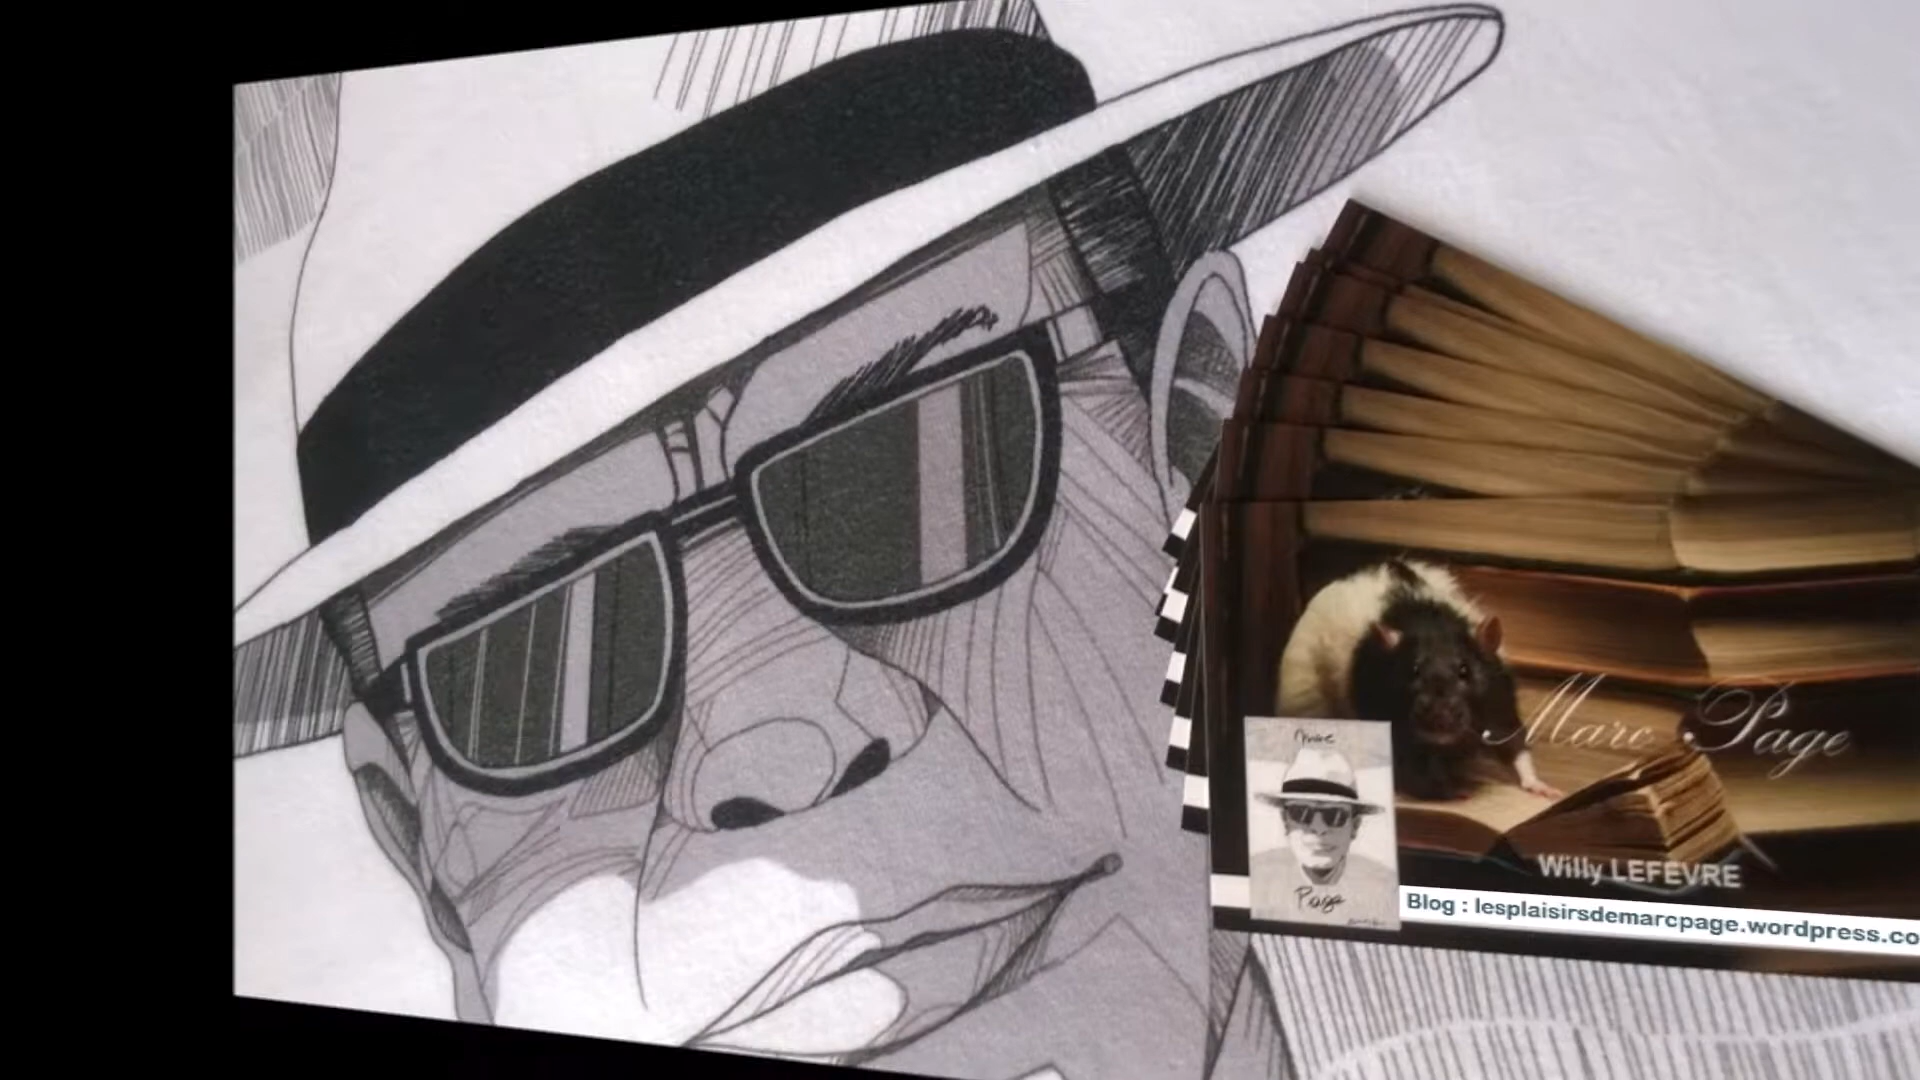 Marc Page
Marc
Page
Willy LEFEVRE
Blog : lesplaisirsdemarcpage.wordpress.co